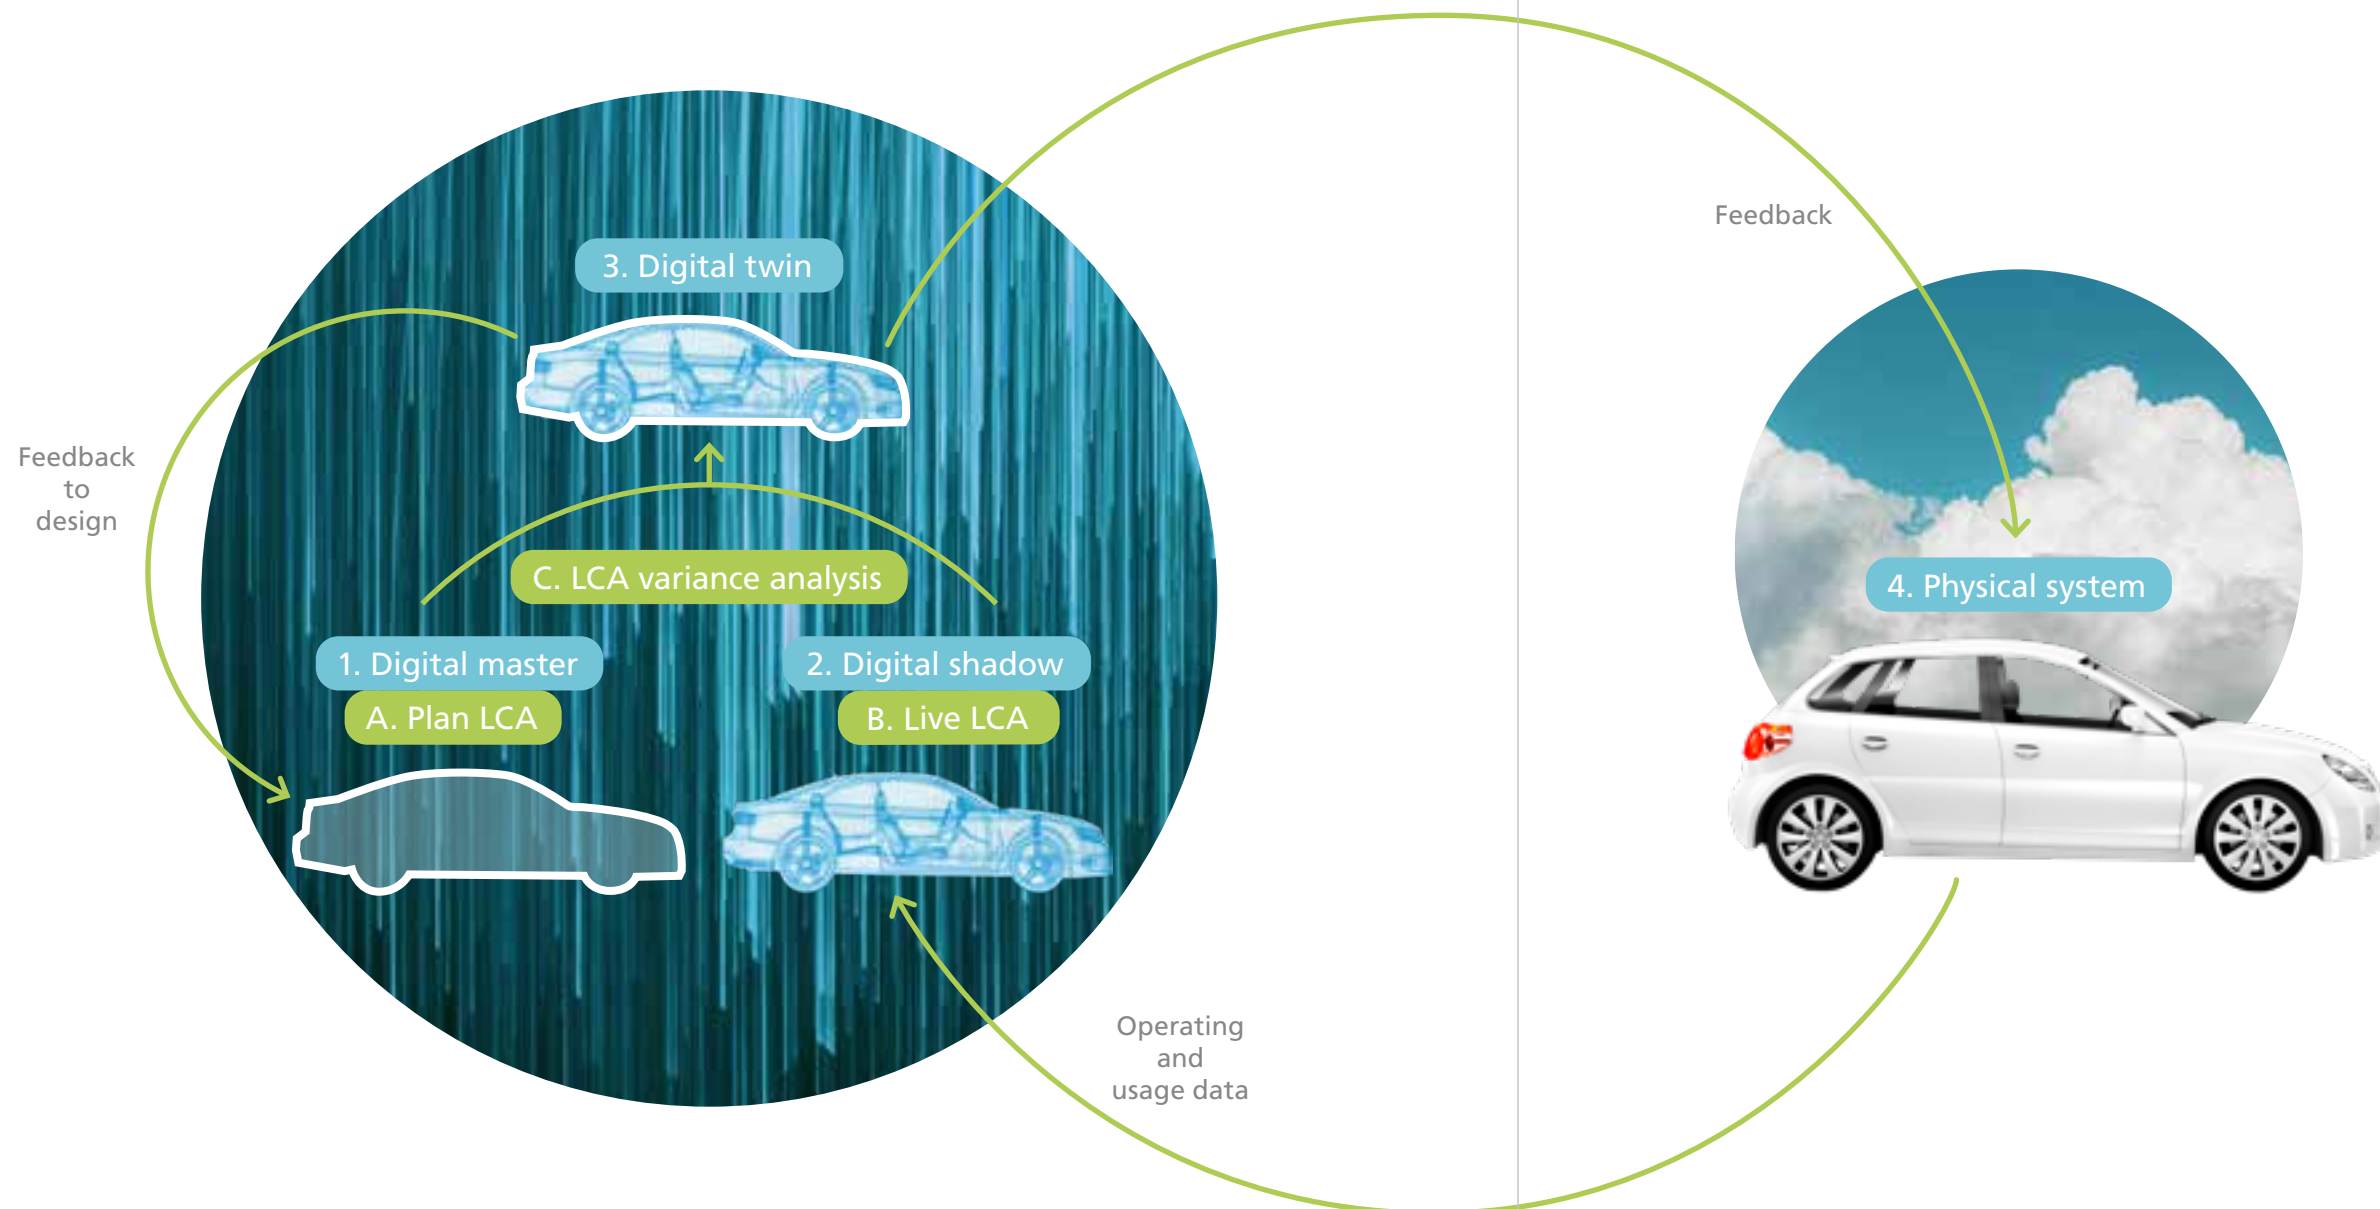 Feedback
3. Digital twin
Feedback
to
design
C. LCA variance analysis
4. Physical system
1. Digital master
2. Digital shadow
A. Plan LCA
B. Live LCA
Operating
and
usage data